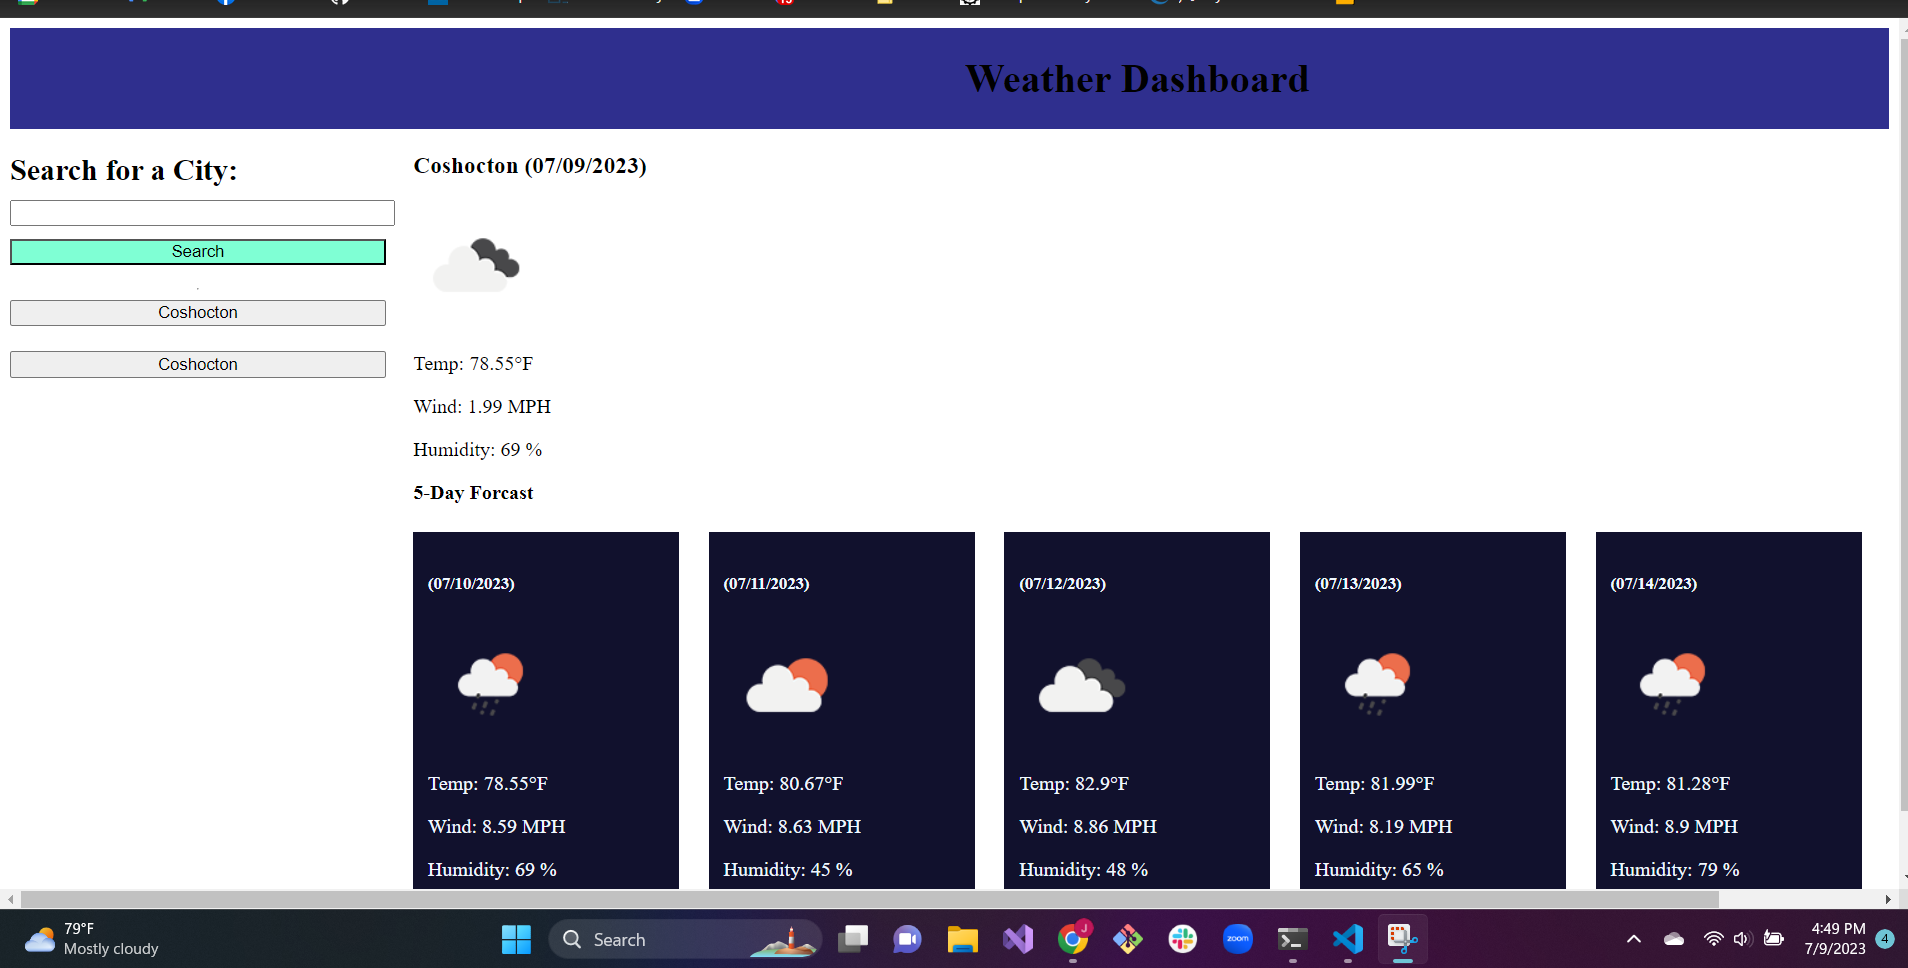 Weather Dashboard
Search for a City:
Search
Coshocton
Coshocton
Coshocton (07/09/2023)
Temp: 78.55°F
Wind: 1.99 MPH
Humidity: 69 %
5-Day Forcast
(07/10/2023)
Temp: 78.55°F
Wind: 8.59 MPH
Humidity: 69 %
(07/11/2023)
Temp: 80.67°F
Wind: 8.63 MPH
Humidity: 45 %
(07/12/2023)
Temp: 82.9°F
Wind: 8.86 MPH
Humidity: 48 %
(07/13/2023)
Temp: 81.99°F
Wind: 8.19 MPH
Humidity: 65 %
(07/14/2023)
Temp: 81.28°F
Wind: 8.9 MPH
Humidity: 79 %
79°F
Mostly cloudy
Search
J
zoom
4:49 PM
7/9/2023
4